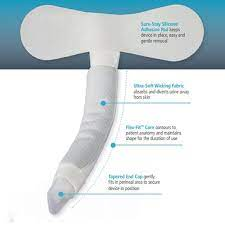 Sure-Stay Silicone
Adhesive Pad keeps
device in place, easy and
gentle removal
Ultra-Soft Wicking Fabric
absorbs and diverts urine away
from skin
Flex-Fit™ Core contours to
patient anatomy and maintains
shape for the duration of use
Tapered End Cap gently
fits in perineal area to secure
device in position